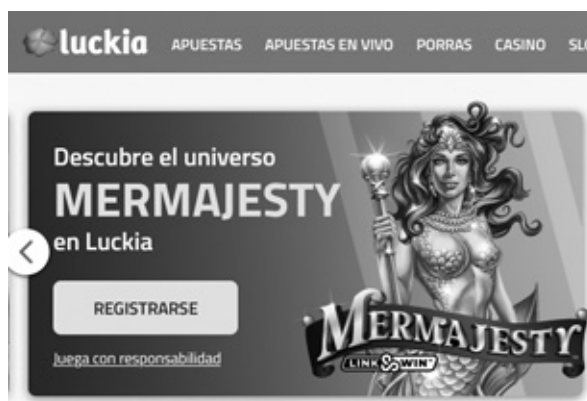 luckia APUESTAS APUESTAS EN VIVO PORRAS CASINO
Descubre el universo
MERMAJESTY
en Luckia
REGISTRARSE
Juega con responsabilidad
MERMAJESTY
LINK&WIN